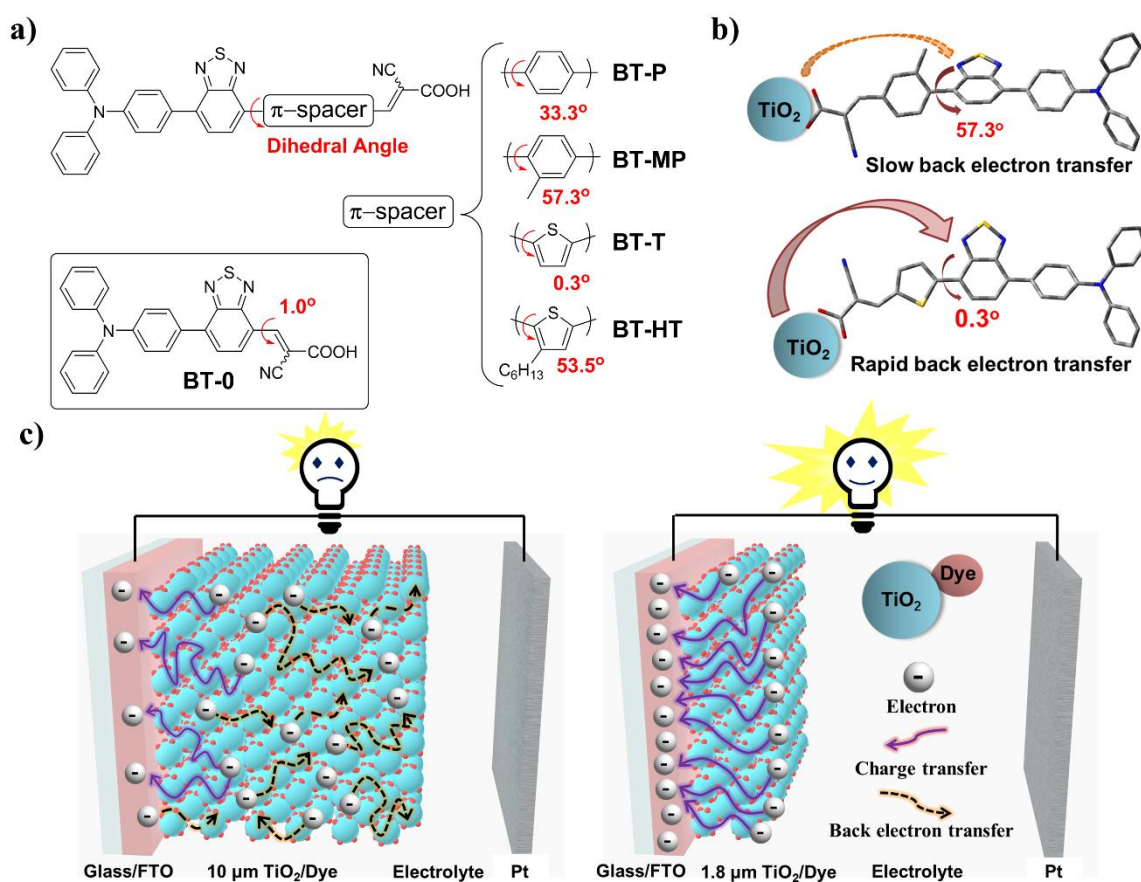 a)
N
S
N
N
π-spacer
NC
COOH
Dihedral Angle
π-spacer
BT-P
33.3°
BT-MP
57.3°
S
BT-T
0.3°
S
BT-HT
C₆H₁₃
53.5°
N
S
N
N
1.0°
COOH
NC
BT-0
b)
TiO₂
57.3°
Slow back electron transfer
0.3°
TiO₂
Rapid back electron transfer
c)
Glass/FTO
10 μm TiO₂/Dye
Electrolyte
Pt
TiO₂
Dye
Electron
Charge transfer
Back electron transfer
Glass/FTO
1.8 μm TiO₂/Dye
Electrolyte
Pt